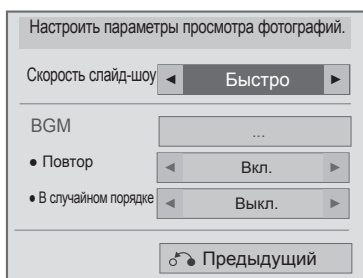 Настроить параметры просмотра фотографий.
Скорость слайд-шоу ◄ Быстро ►
BGM ...
● Повтор ◄ Вкл. ►
● В случайном порядке ◄ Выкл. ►
Предыдущий